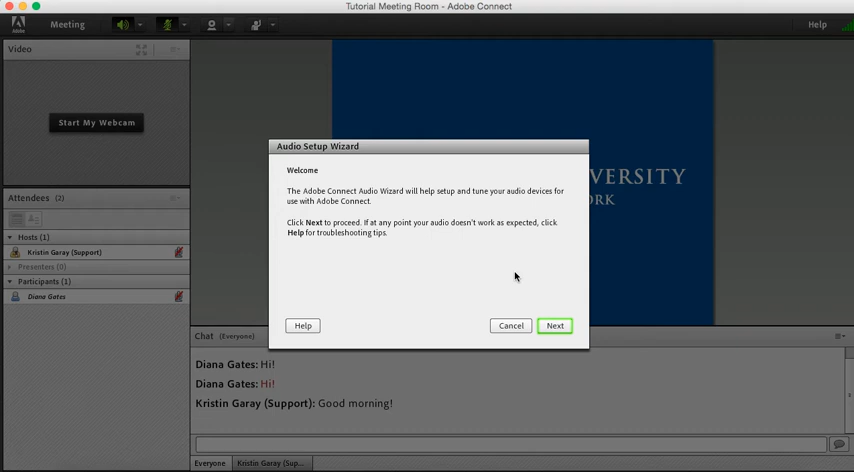 Tutorial Meeting Room - Adobe Connect
Adobe
Meeting
Help
Video
Start My Webcam
Attendees (2)
Hosts (1)
Kristin Garay (Support)
Presenters (0)
Participants (1)
Diana Gates
VERSITY
ORK
Audio Setup Wizard
Welcome
The Adobe Connect Audio Wizard will help setup and tune your audio devices for
use with Adobe Connect.
Click Next to proceed. If at any point your audio doesn't work as expected, click
Help for troubleshooting tips.
Help
Cancel
Next
Chat (Everyone)
Diana Gates: Hi!
Diana Gates: Hi!
Kristin Garay (Support): Good morning!
Everyone
Kristin Garay (Sup...